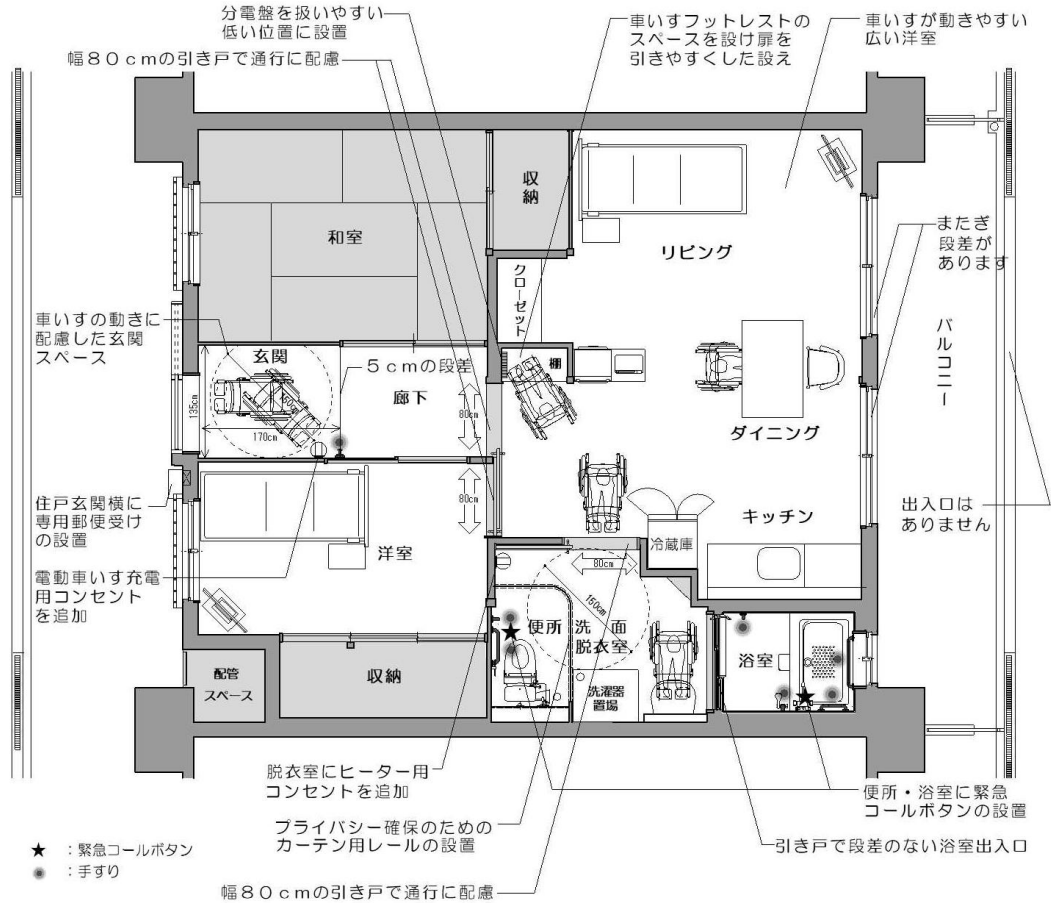 分電盤を扱いやすい
低い位置に設置
幅80cmの引き戸で通行に配慮
車いすフットレストの
スペースを設け扉を
引きやすくした設え
車いすが動きやすい
広い洋室
収納
和室
リビング
クローゼット
またぎ
段差が
あります
バルコニー
車いすの動きに
配慮した玄関
スペース
玄関
5cmの段差
廊下
棚
135cm
150
170cm
80cm
80cm
ダイニング
キッチン
冷蔵庫
出入口は
ありません
住戸玄関横に
専用郵便受け
の設置
洋室
電動車いす充電
用コンセント
を追加
80cm
150cm
便所
洗面
脱衣室
浴室
洗濯器
置場
配管
スペース
収納
脱衣室にヒーター用
コンセントを追加
プライバシー確保のための
カーテン用レールの設置
幅80cmの引き戸で通行に配慮
便所・浴室に緊急
コールボタンの設置
引き戸で段差のない浴室出入口
★ :緊急コールボタン
:手すり